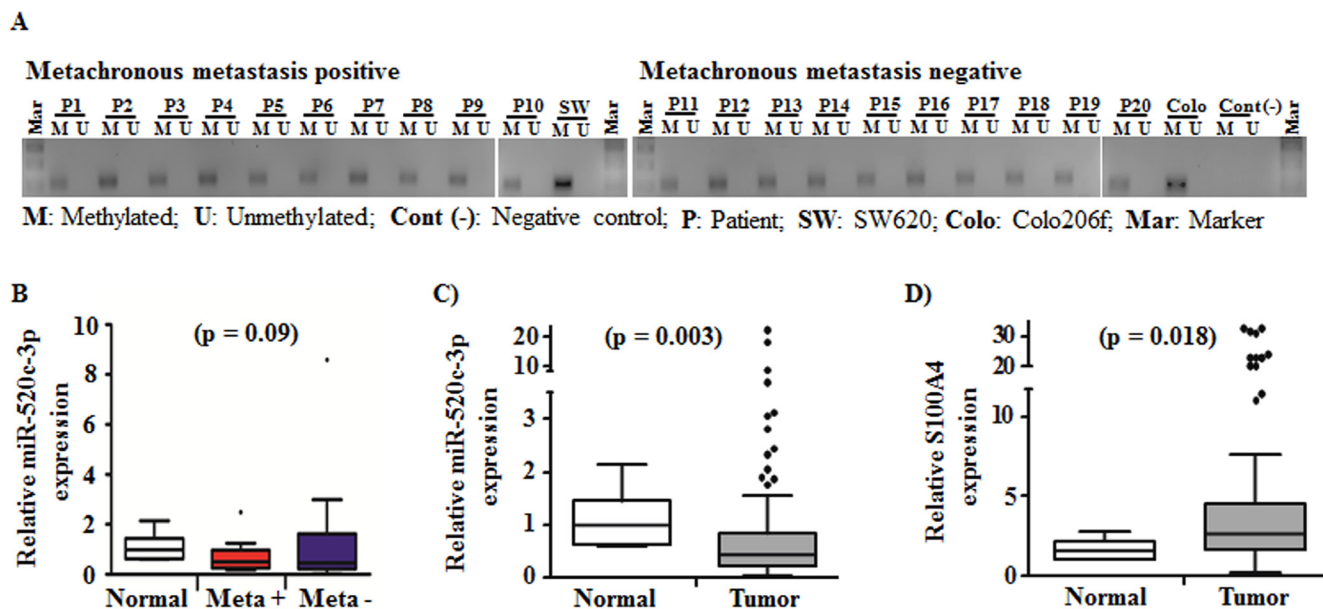 A
Metachronous metastasis positive
Metachronous metastasis negative
Mar P1 P2 P3 P4 P5 P6 P7 P8 P9 P10 SW Mar
M U M U M U M U M U M U M U M U M U M U M U
Mar P11 P12 P13 P14 P15 P16 P17 P18 P19 P20 Colo Cont (-) Mar
M U M U M U M U M U M U M U M U M U M U M U M U
M: Methylated; U: Unmethylated; Cont (-): Negative control; P: Patient; SW: SW620; Colo: Colo206f; Mar: Marker
B
(p = 0.09)
Relative miR-520c-3p
expression
10
8
6
4
2
0
Normal Meta + Meta -
C)
(p = 0.003)
Relative miR-520c-3p
expression
20
10
3
2
1
0
Normal Tumor
D)
(p = 0.018)
Relative S100A4
expression
30
20
10
5
0
Normal Tumor